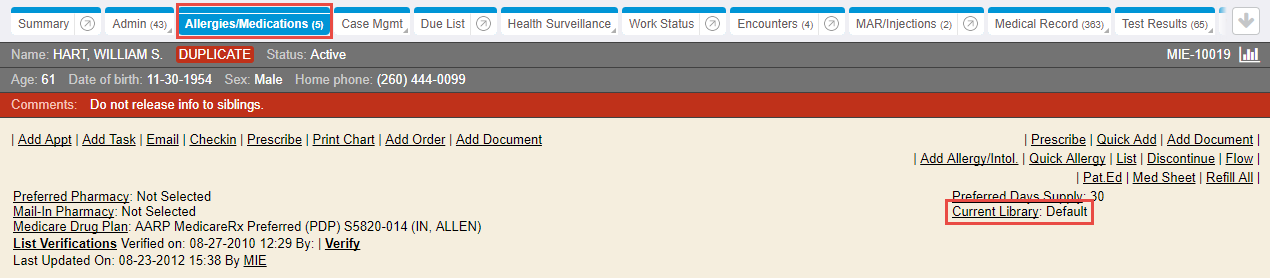 Summary Admin (43) Allergies/Medications (5) Case Mgmt Due List Health Surveillance Work Status Encounters (4) MAR/Injections (2) Medical Record (363) Test Results (65)
Name: HART, WILLIAM S. DUPLICATE Status: Active MIE-10019
Age: 61 Date of birth: 11-30-1954 Sex: Male Home phone: (260) 444-0099
Comments: Do not release info to siblings.
| Add Appt | Add Task | Email | Checkin | Prescribe | Print Chart | Add Order | Add Document | Prescribe | Quick Add | Add Document |
| Add Allergy/Intol. | Quick Allergy | List | Discontinue | Flow |
| Pat.Ed | Med Sheet | Refill All |
Preferred Pharmacy: Not Selected Preferred Days Supply: 30
Mail-In Pharmacy: Not Selected Current Library: Default
Medicare Drug Plan: AARP MedicareRx Preferred (PDP) S5820-014 (IN, ALLEN)
List Verifications Verified on: 08-27-2010 12:29 By: | Verify
Last Updated On: 08-23-2012 15:38 By MIE